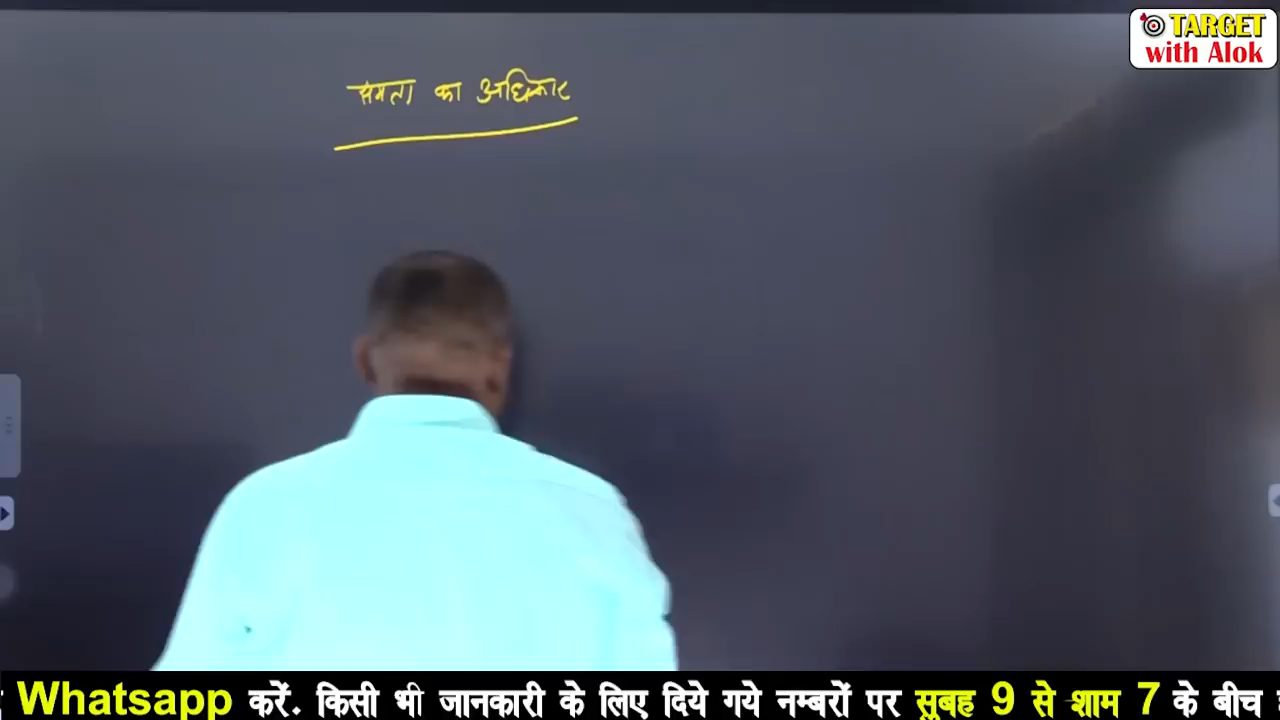 TARGET
with Alok
समता का अधिकार
Whatsapp करें. किसी भी जानकारी के लिए दिये गये नम्बरों पर सुबह 9 से शाम 7 के बीच